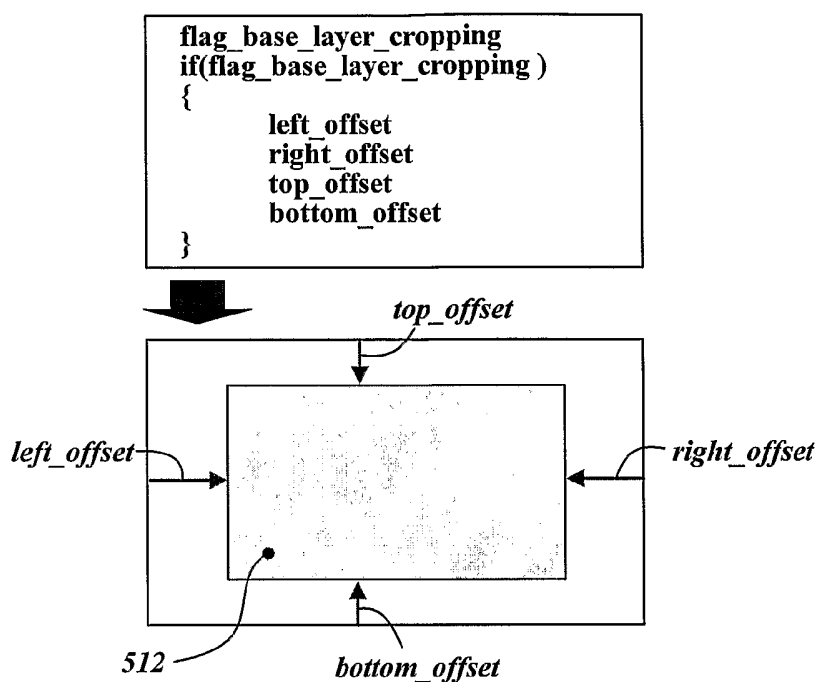 flag_base_layer_cropping
if(flag_base_layer_cropping )
{
left_offset
right_offset
top_offset
bottom_offset
}
top_offset
left_offset
right_offset
512
bottom_offset